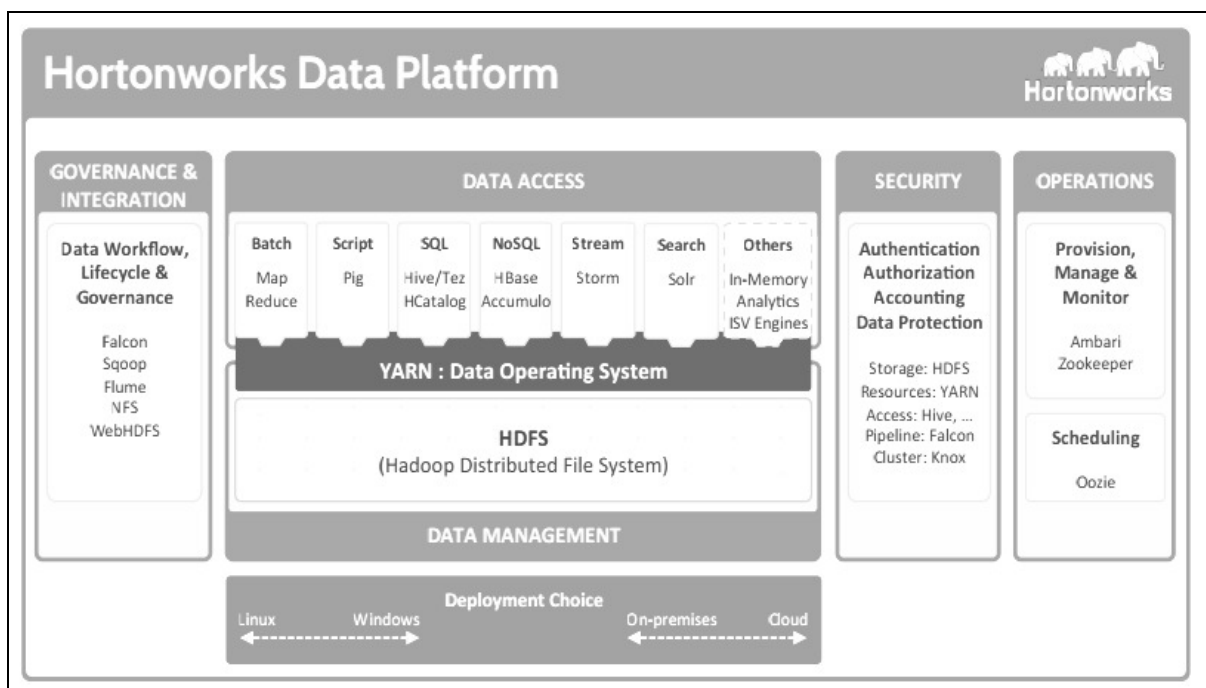 Hortonworks Data Platform
Hortonworks
GOVERNANCE &
INTEGRATION
Data Workflow,
Lifecycle &
Governance
Falcon
Sqoop
Flume
NFS
WebHDFS
DATA ACCESS
Batch
Map
Reduce
Script
Pig
SQL
Hive/Tez
HCatalog
NoSQL
HBase
Accumulo
Stream
Storm
Search
Solr
Others
In-Memory
Analytics
ISV Engines
YARN : Data Operating System
HDFS
(Hadoop Distributed File System)
DATA MANAGEMENT
SECURITY
Authentication
Authorization
Accounting
Data Protection
Storage: HDFS
Resources: YARN
Access: Hive, ...
Pipeline: Falcon
Cluster: Knox
OPERATIONS
Provision,
Manage &
Monitor
Ambari
Zookeeper
Scheduling
Oozie
Deployment Choice
Linux Windows On-premises Cloud